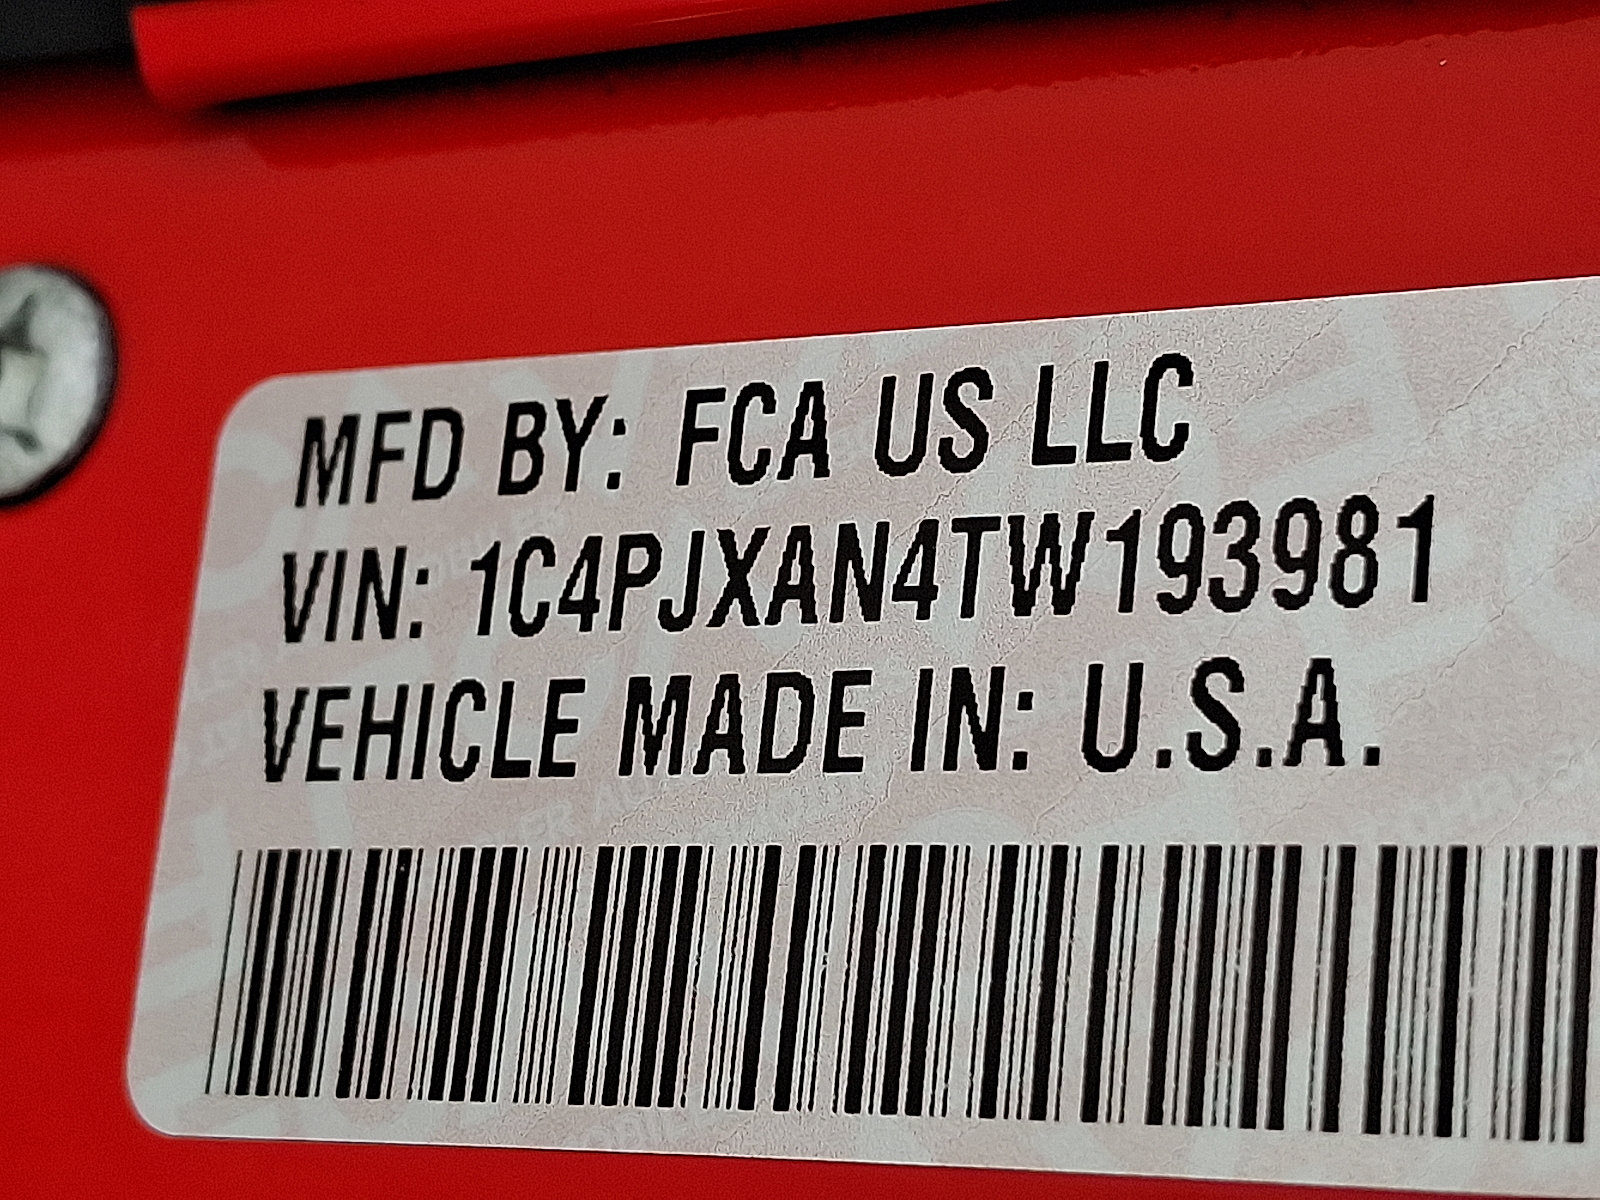 MFD BY: FCA US LLC
VIN: 1C4PJXAN4TW193981
VEHICLE MADE IN: U.S.A.